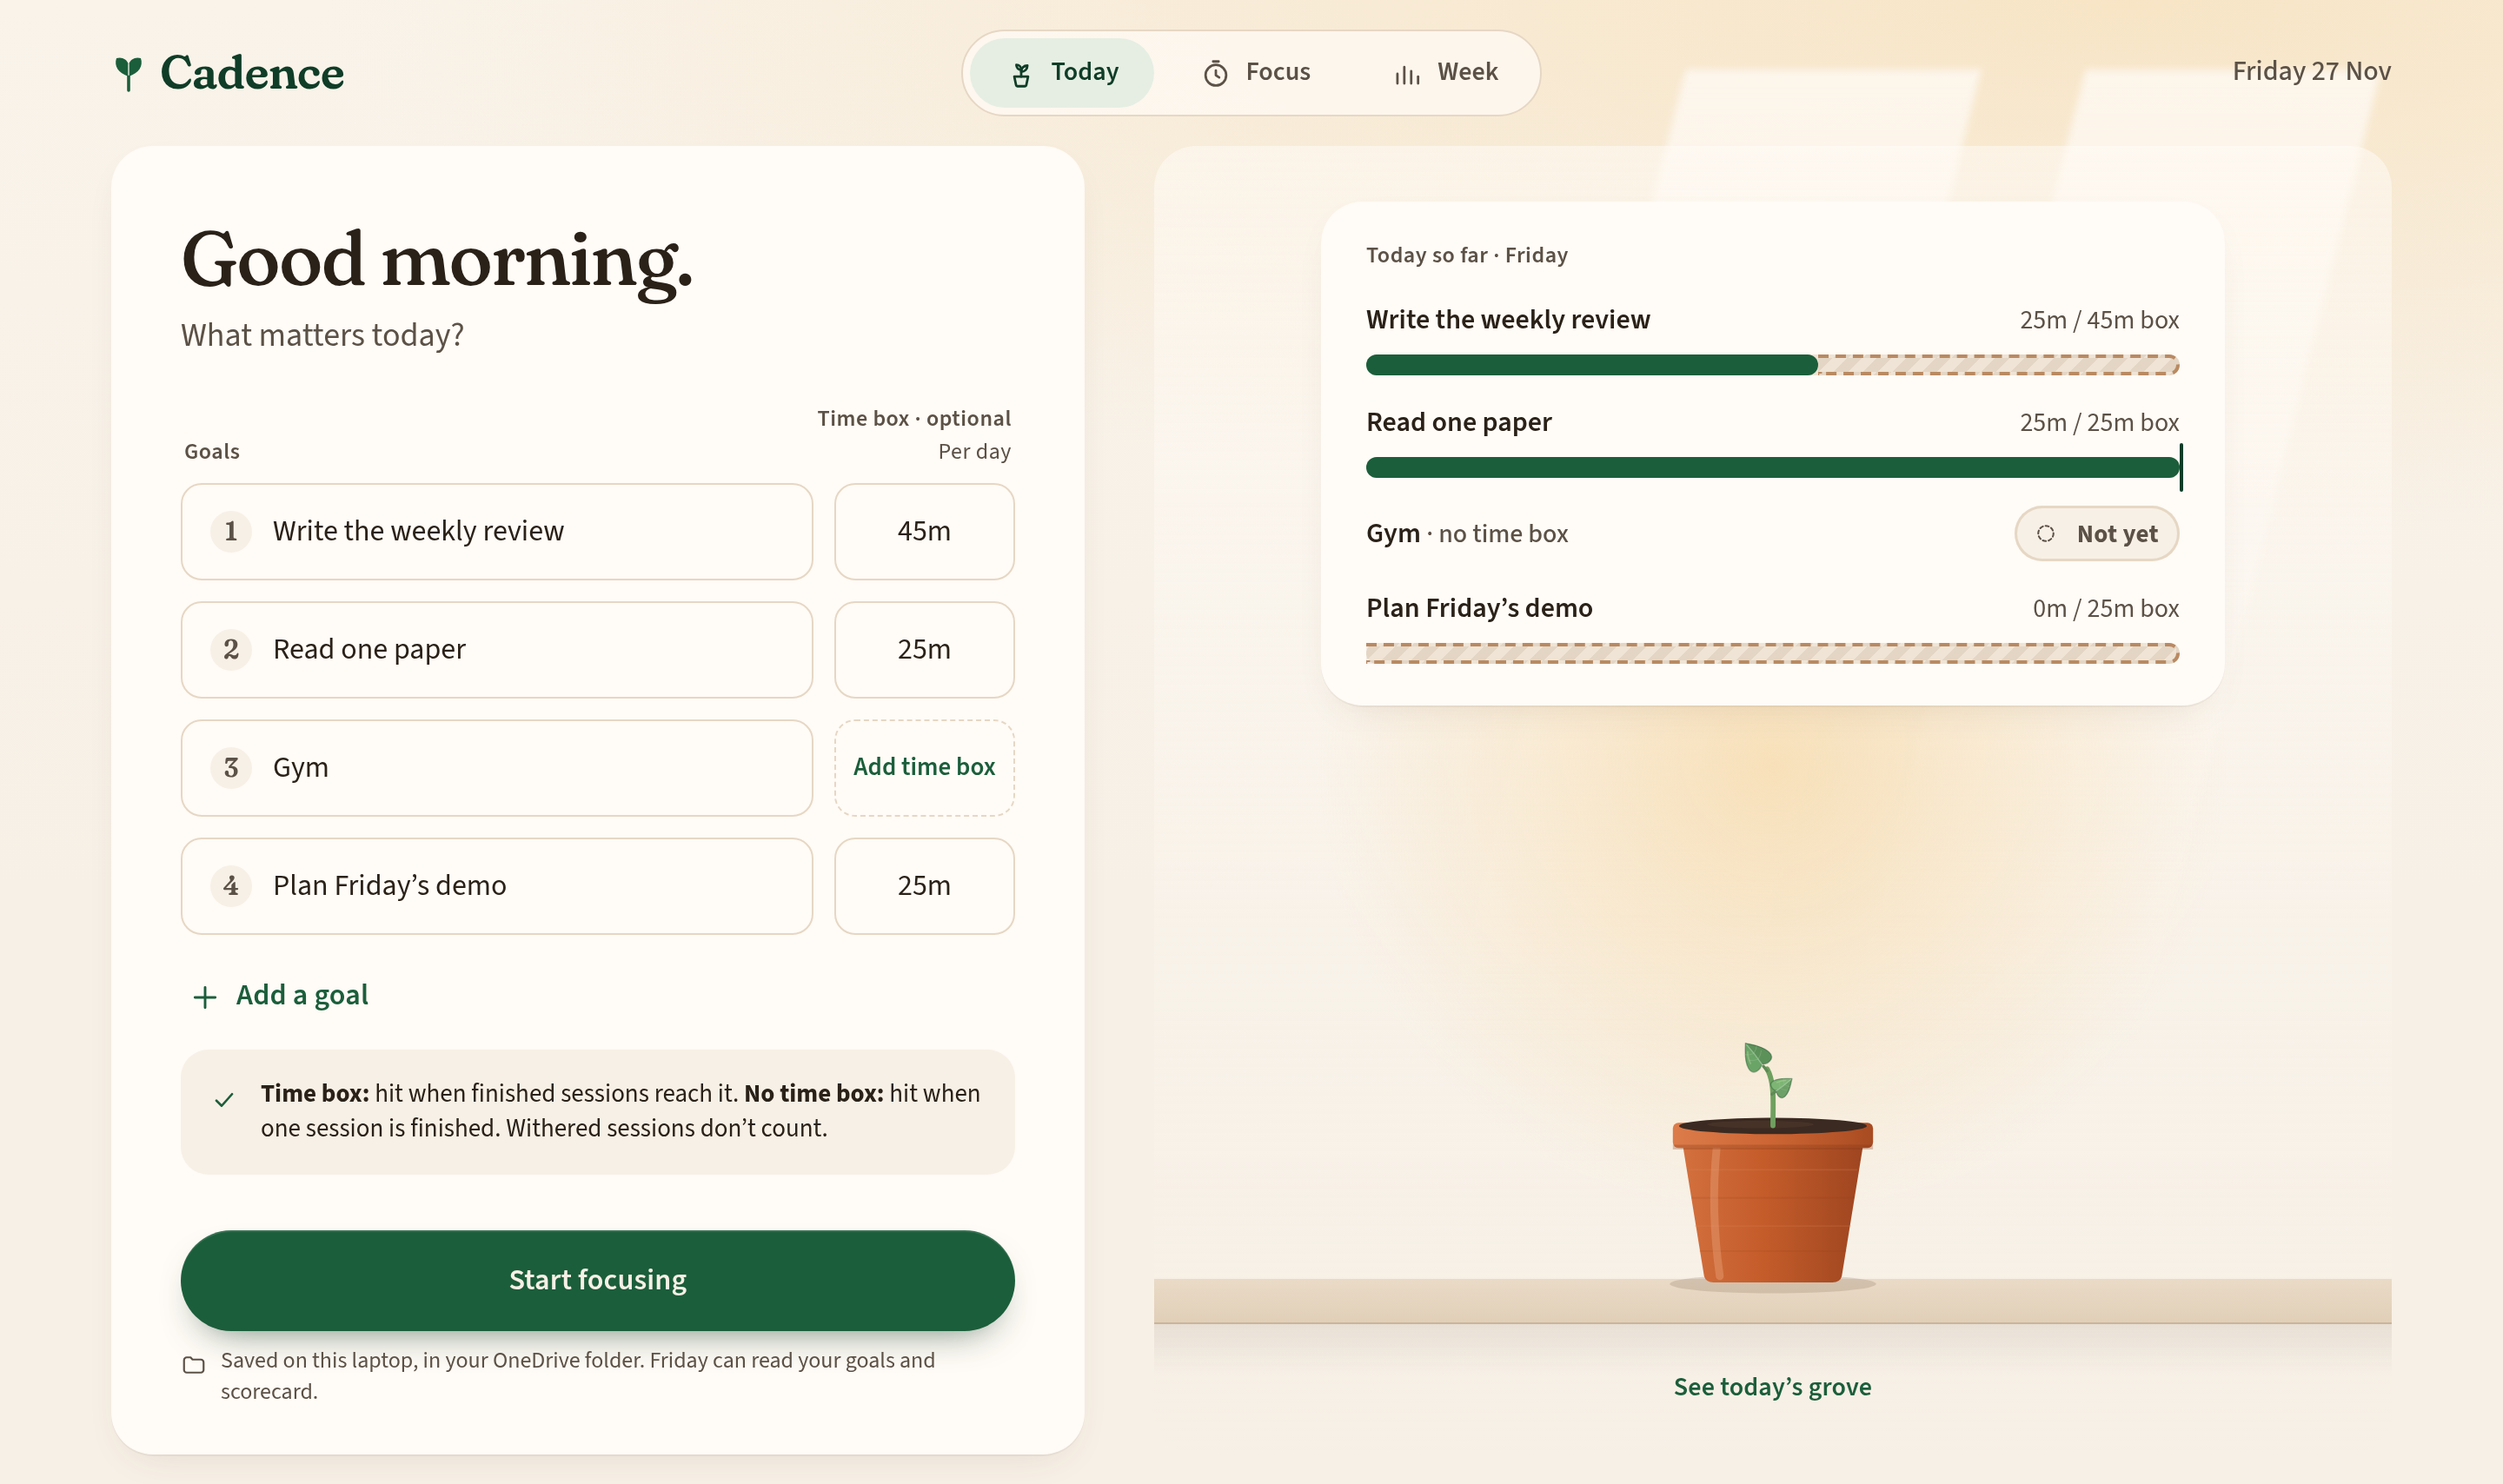 Cadence
Today
Focus
Week
Friday 27 Nov
Good morning.
What matters today?
Time box · optional
Goals
Per day
1 Write the weekly review 45m
2 Read one paper 25m
3 Gym Add time box
4 Plan Friday’s demo 25m
+ Add a goal
Time box: hit when finished sessions reach it. No time box: hit when
one session is finished. Withered sessions don’t count.
Start focusing
Saved on this laptop, in your OneDrive folder. Friday can read your goals and
scorecard.
Today so far · Friday
Write the weekly review 25m / 45m box
Read one paper 25m / 25m box
Gym · no time box Not yet
Plan Friday’s demo 0m / 25m box
See today’s grove